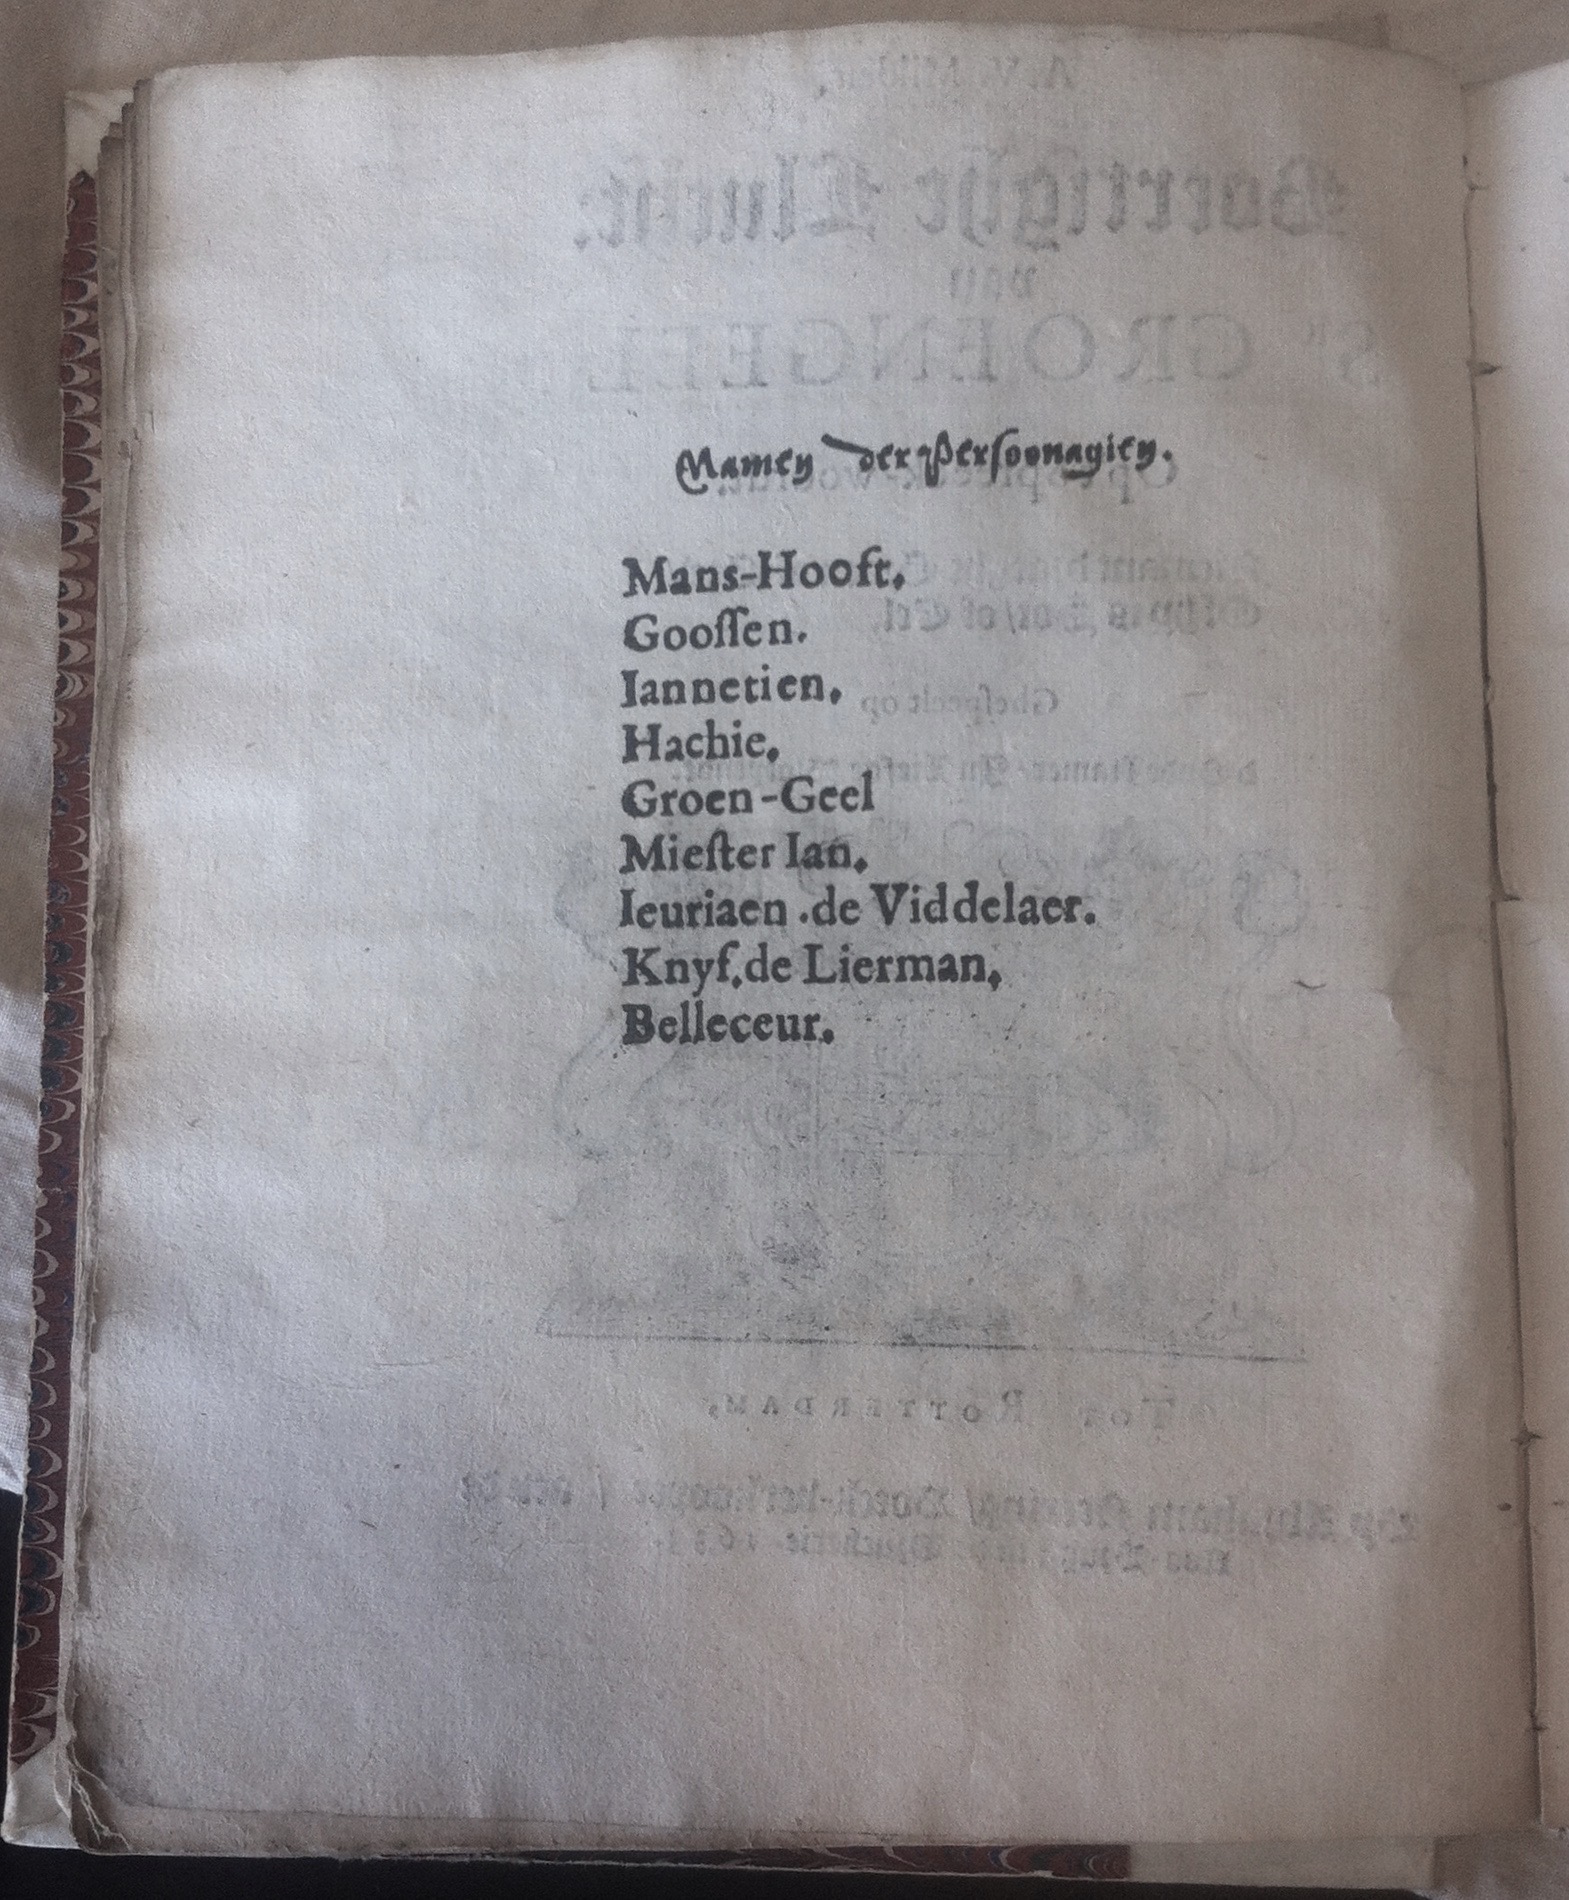 Namen der Persoonagien.
Mans-Hooft.
Gooſſen.
Iannetien.
Hachie.
Groen-Geel
Mieſter Ian.
Ieuriaen .de Viddelaer.
Knyf.de Lierman.
Belleceur.